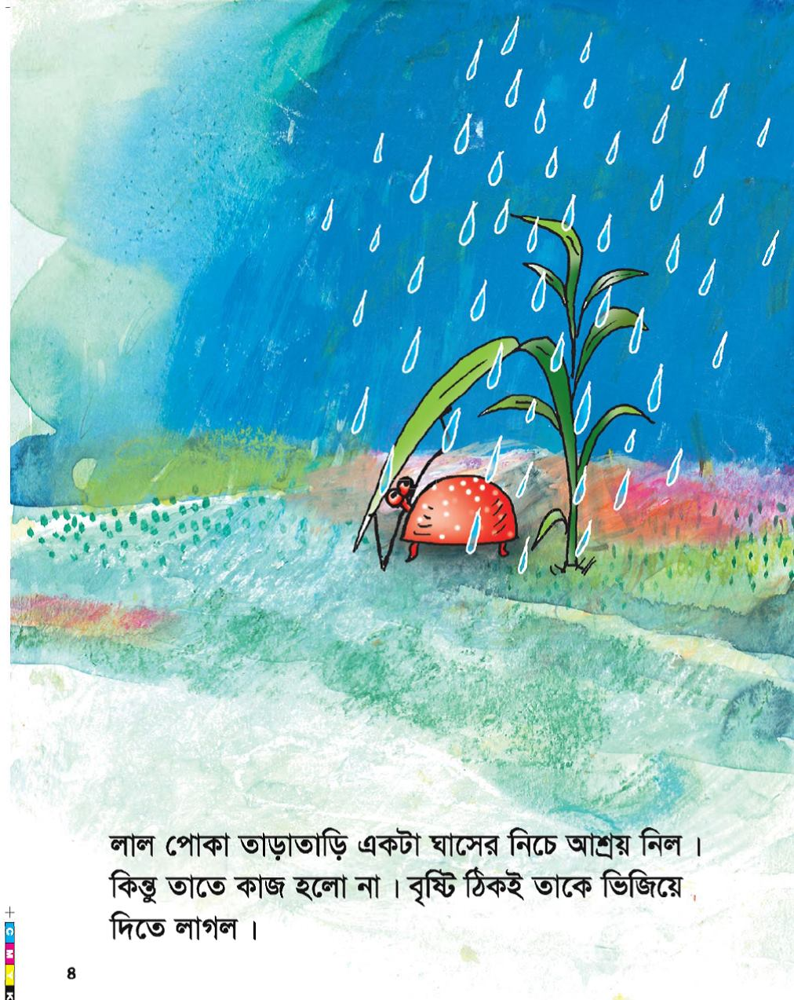 লাল পোকা তাড়াতাড়ি একটা ঘাসের নিচে আশ্রয় নিল ।
কিন্তু তাতে কাজ হলো না । বৃষ্টি ঠিকই তাকে ভিজিয়ে
দিতে লাগল ।
৪
C
M
Y
K